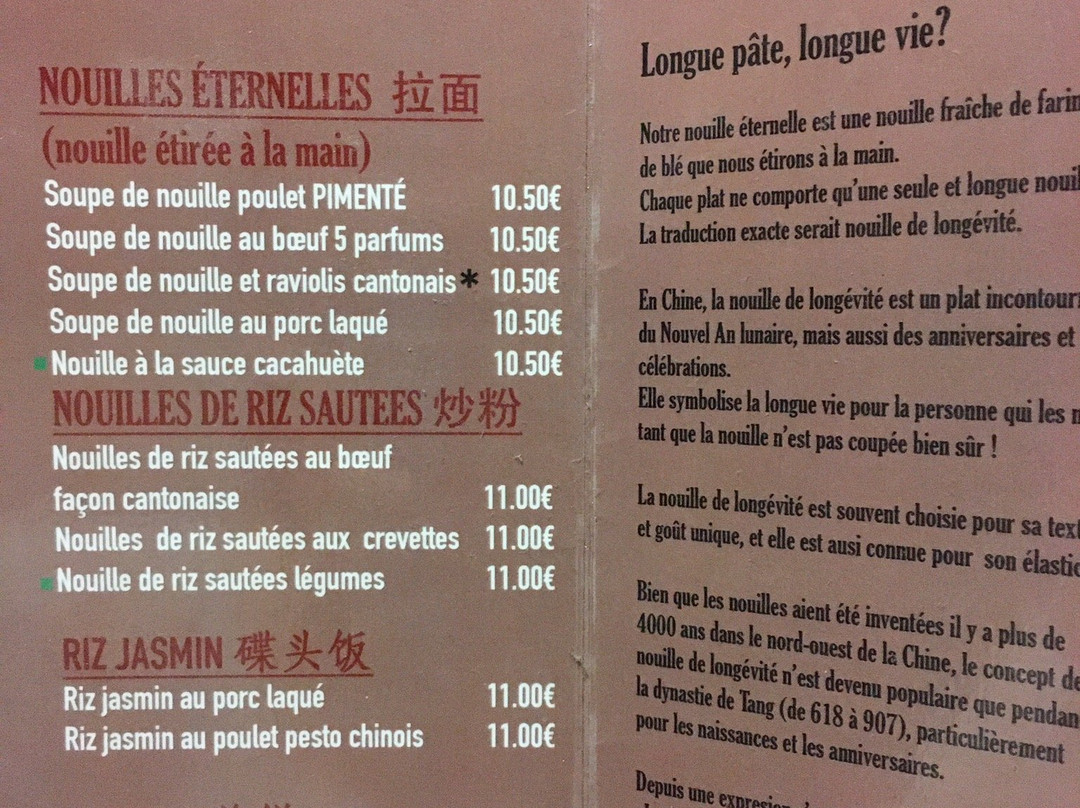 NOUILLES ÉTERNELLES 拉面
(nouille étirée à la main)
Soupe de nouille poulet PIMENTÉ 10.50€
Soupe de nouille au bœuf 5 parfums 10.50€
Soupe de nouille et raviolis cantonais* 10.50€
Soupe de nouille au porc laqué 10.50€
Nouille à la sauce cacahuète 10.50€
NOUILLES DE RIZ SAUTEES 炒粉
Nouilles de riz sautées au bœuf
façon cantonaise 11.00€
Nouilles de riz sautées aux crevettes 11.00€
Nouille de riz sautées légumes 11.00€
RIZ JASMIN 碟头饭
Riz jasmin au porc laqué 11.00€
Riz jasmin au poulet pesto chinois 11.00€
Longue pâte, longue vie?
Notre nouille éternelle est une nouille fraîche de farin
de blé que nous étirons à la main.
Chaque plat ne comporte qu'une seule et longue nouil
La traduction exacte serait nouille de longévité.
En Chine, la nouille de longévité est un plat incontour
du Nouvel An lunaire, mais aussi des anniversaires et
célébrations.
Elle symbolise la longue vie pour la personne qui les m
tant que la nouille n'est pas coupée bien sûr !
La nouille de longévité est souvent choisie pour sa text
et goût unique, et elle est ausi connue pour son élastic
Bien que les nouilles aient été inventées il y a plus de
4000 ans dans le nord-ouest de la Chine, le concept de
nouille de longévité n'est devenu populaire que pendan
la dynastie de Tang (de 618 à 907), particulièrement
pour les naissances et les anniversaires.
Depuis une expression